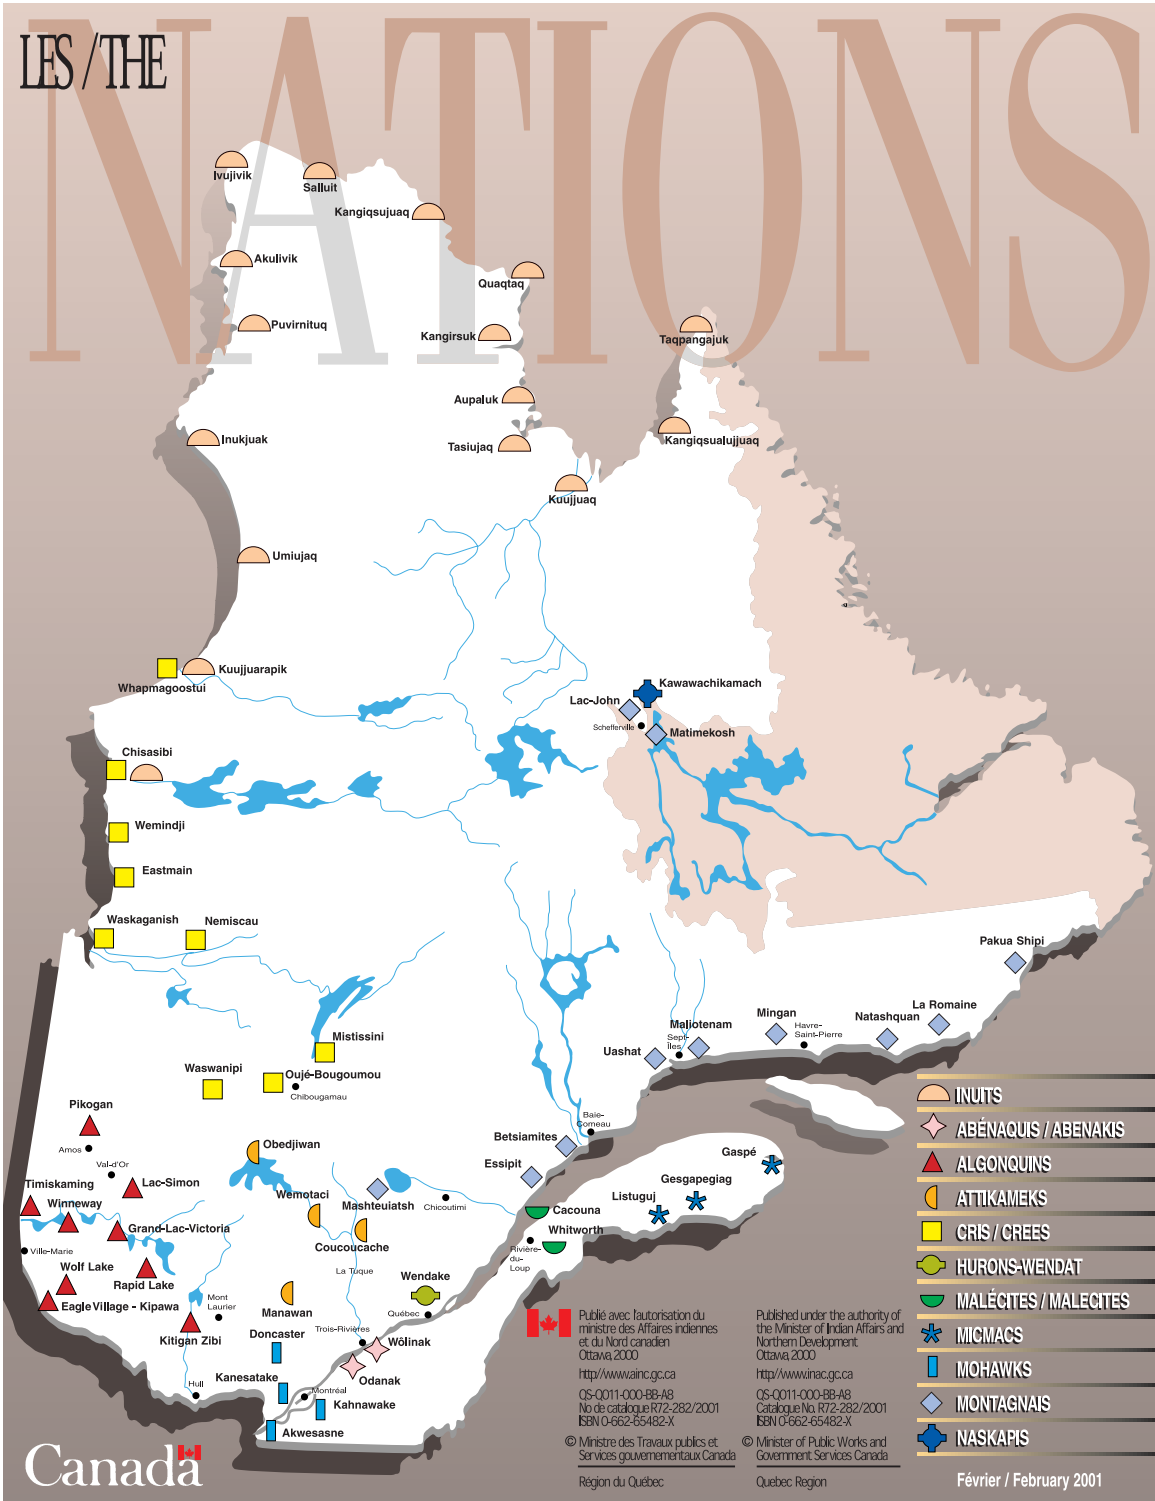 LES / THE
NATIONS
Ivujivik
Salluit
Kangiqsujuaq
Akulivik
Quaqtaq
Puvirnituq
Kangirsuk
Taqpangajuk
Aupaluk
Inukjuak
Tasiujaq
Kangiqsualujjuaq
Kuujjuaq
Umiujaq
Kuujjuarapik
Whapmagoostui
Kawawachikamach
Lac-John
Schefferville
Matimekosh
Chisasibi
Wemindji
Eastmain
Waskaganish
Nemiscau
Pakua Shipi
La Romaine
Natashquan
Mingan
Havre-
Saint-Pierre
Maliotenam
Sept-
Îles
Uashat
Mistissini
Waswanipi
Oujé-Bougoumou
Chibougamau
Pikogan
Amos
Val-d'Or
Obedjiwan
Baie-
Comeau
Betsiamites
Essipit
Gaspé
Gesgapegiag
Listuguj
Timiskaming
Lac-Simon
Winneway
Wemotaci
Mashteuiatsh
Chicoutimi
Cacouna
Whitworth
Grand-Lac-Victoria
Coucoucache
Rivière-
du-
Loup
Ville-Marie
Wolf Lake
Rapid Lake
La Tuque
Wendake
Eagle Village - Kipawa
Mont
Laurier
Manawan
Québec
Kitigan Zibi
Doncaster
Trois-Rivières
Wôlinak
Kanesatake
Odanak
Hull
Montréal
Kahnawake
Akwesasne
INUITS
ABÉNAQUIS / ABENAKIS
ALGONQUINS
ATTIKAMEKS
CRIS / CREES
HURONS-WENDAT
MALÉCITES / MALECITES
MICMACS
MOHAWKS
MONTAGNAIS
NASKAPIS
Février / February 2001
Publié avec l'autorisation du
ministre des Affaires indiennes
et du Nord canadien
Ottawa, 2000
http://www.ainc.gc.ca
QS-Q011-000-BB-A8
No de catalogue R72-282/2001
ISBN 0-662-65482-X
© Ministre des Travaux publics et
Services gouvernementaux Canada
Région du Québec
Published under the authority of
the Minister of Indian Affairs and
Northern Development
Ottawa, 2000
http://www.inac.gc.ca
QS-Q011-000-BB-A8
Catalogue No. R72-282/2001
ISBN 0-662-65482-X
© Minister of Public Works and
Government Services Canada
Quebec Region
Canada